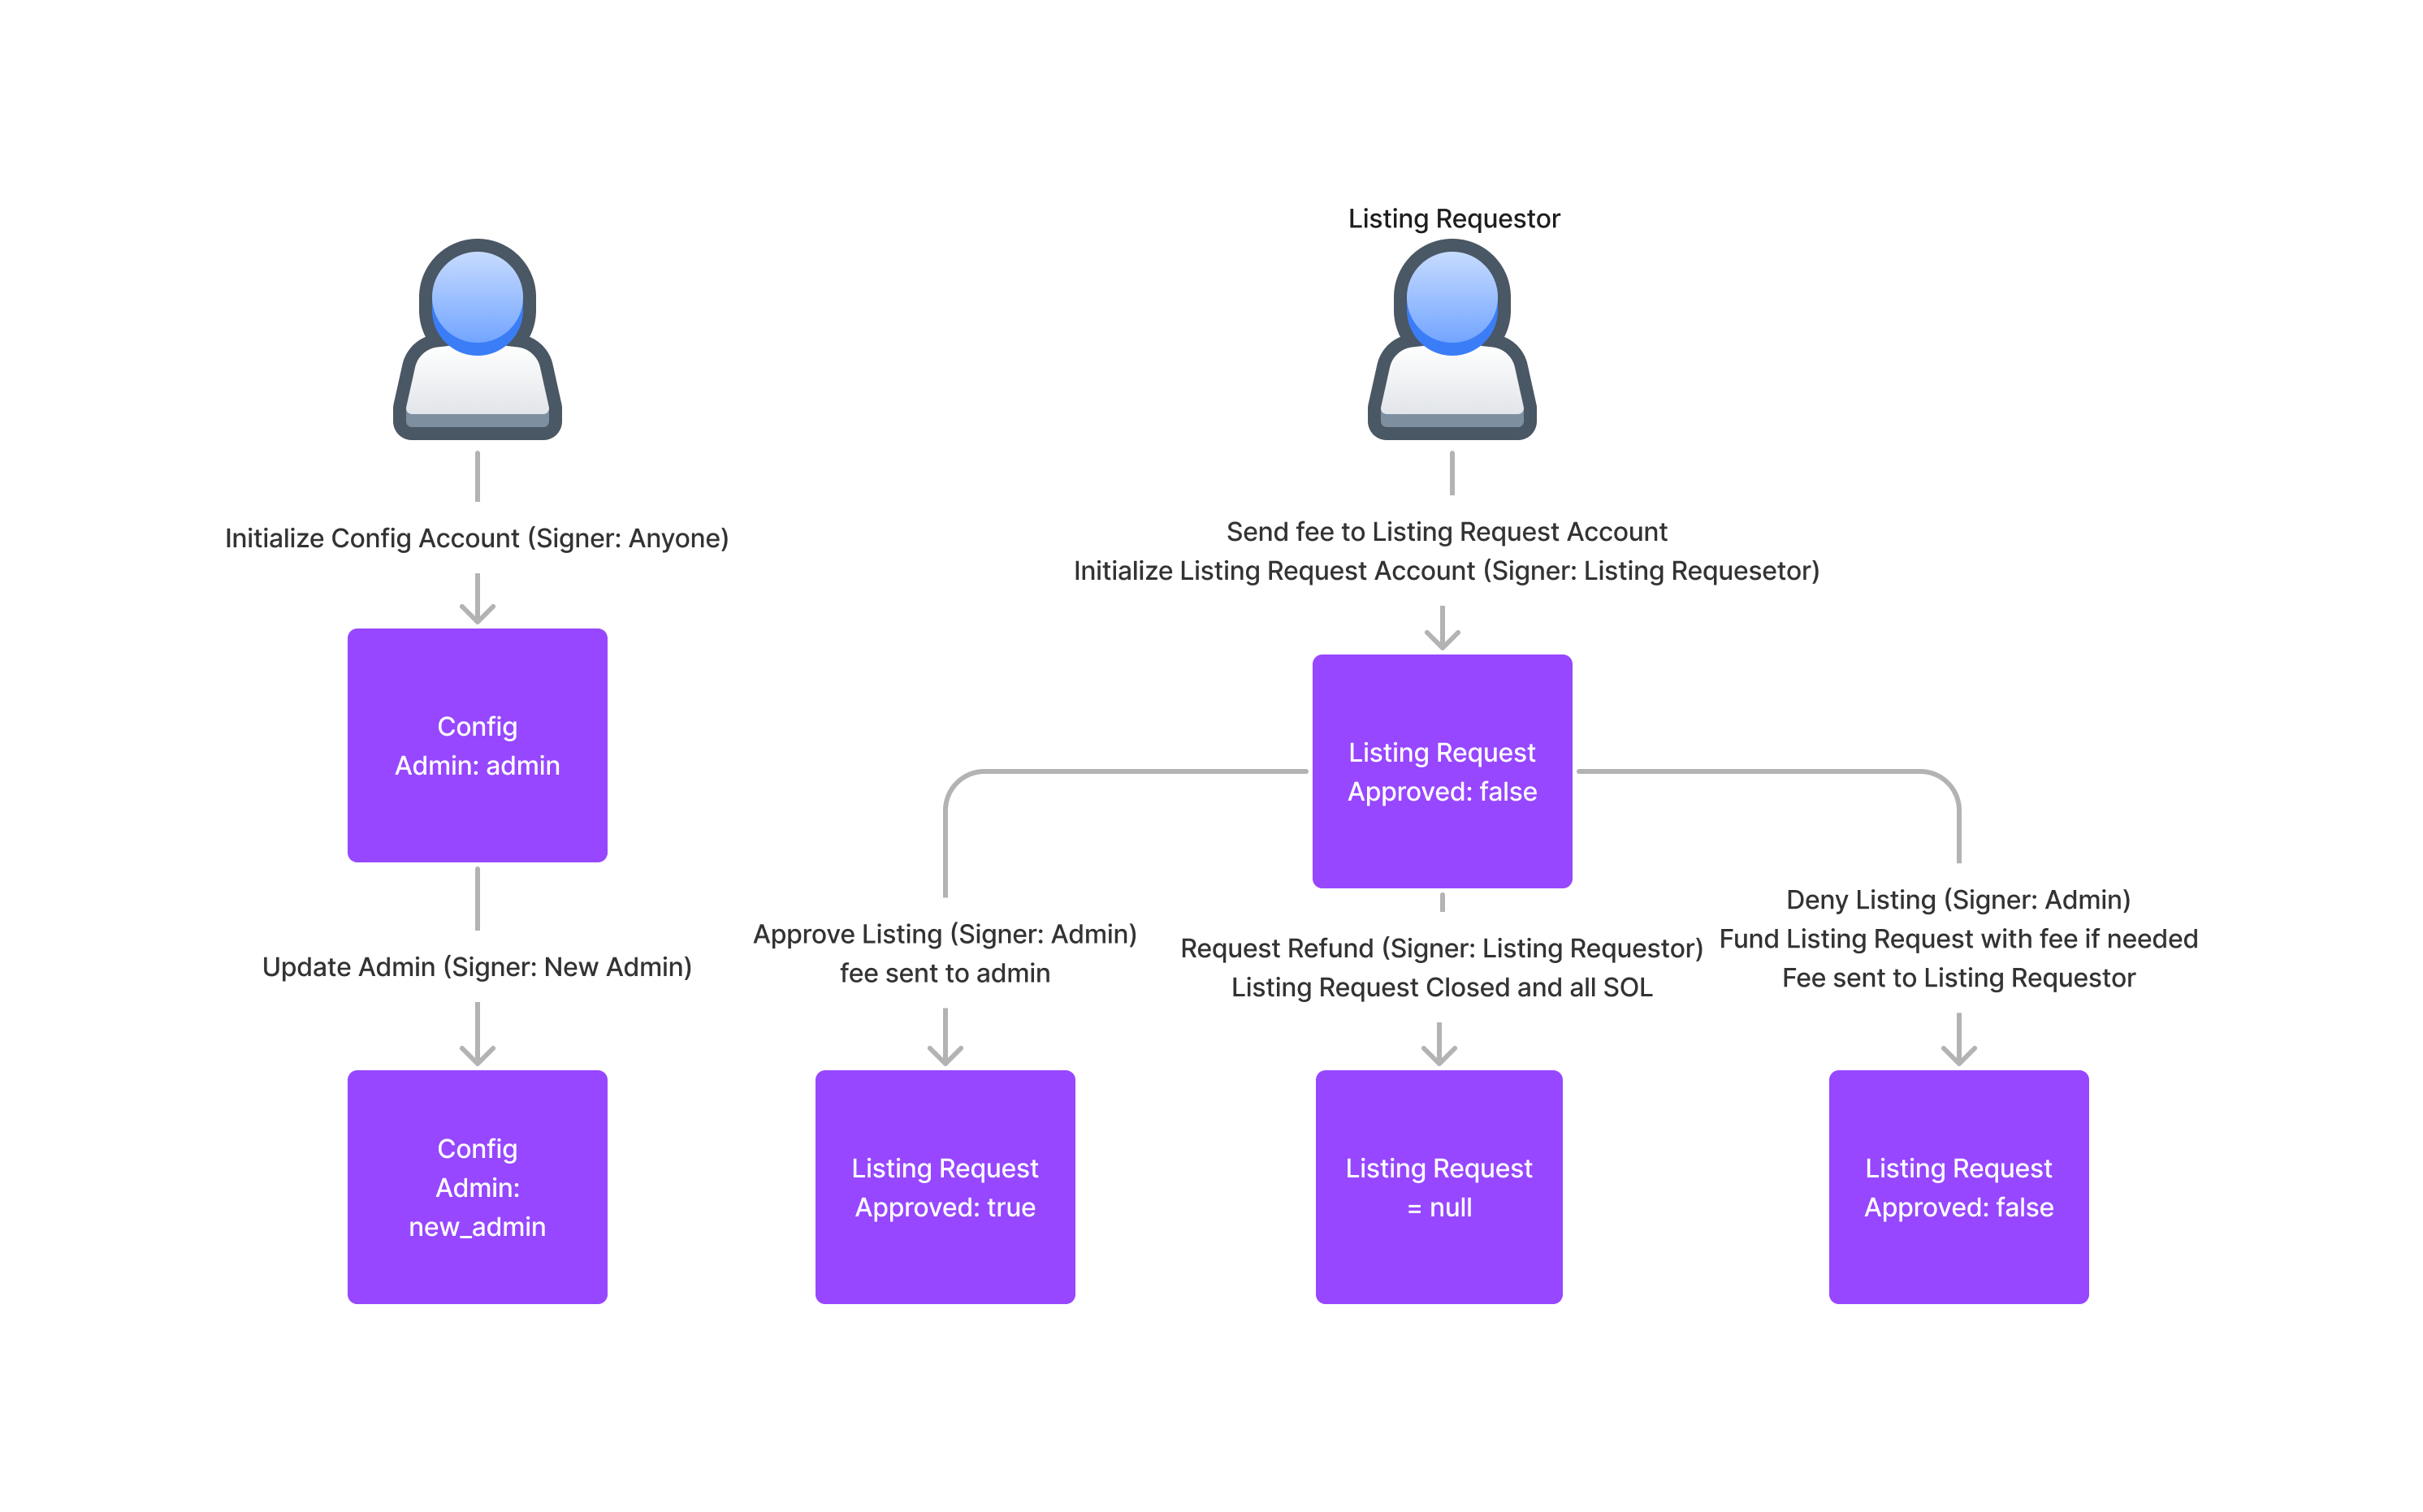 Listing Requestor
Initialize Config Account (Signer: Anyone)
Send fee to Listing Request Account
Initialize Listing Request Account (Signer: Listing Requesetor)
Config
Admin: admin
Listing Request
Approved: false
Update Admin (Signer: New Admin)
Approve Listing (Signer: Admin)
fee sent to admin
Request Refund (Signer: Listing Requestor)
Listing Request Closed and all SOL
Deny Listing (Signer: Admin)
Fund Listing Request with fee if needed
Fee sent to Listing Requestor
Config
Admin:
new_admin
Listing Request
Approved: true
Listing Request
= null
Listing Request
Approved: false